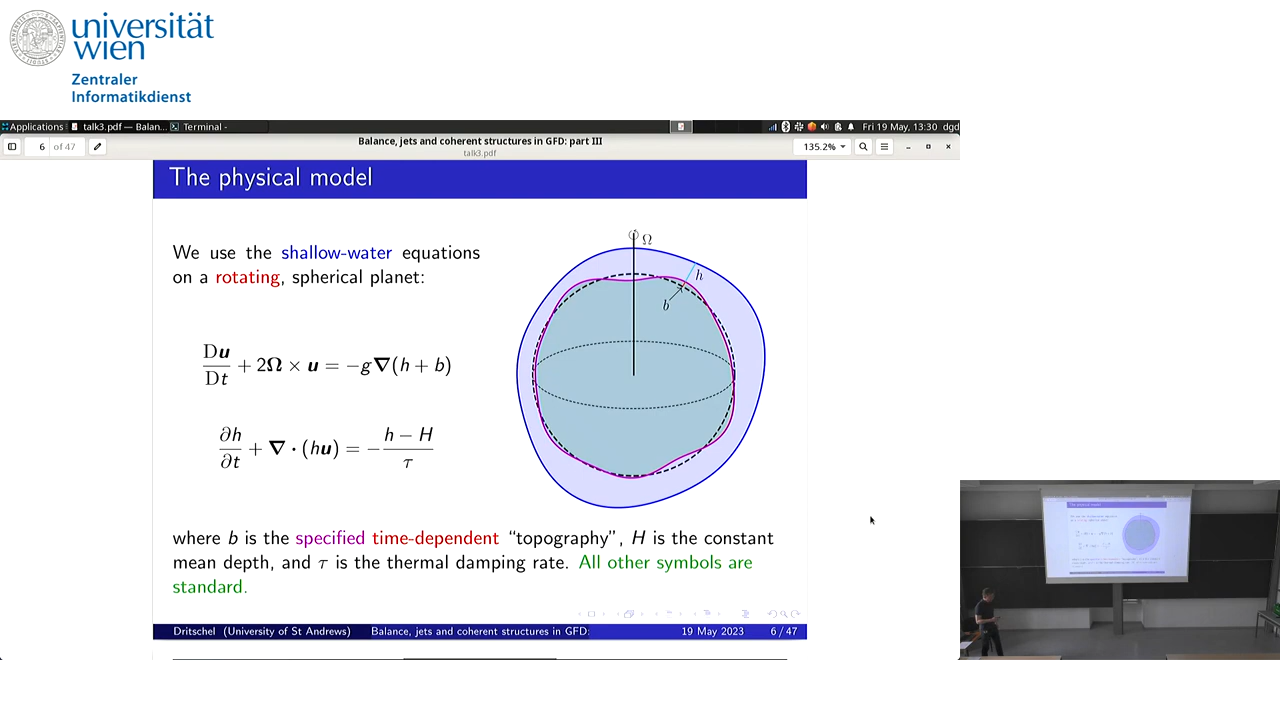 universität
wien
Zentraler
Informatikdienst
Applications talk3.pdf — Balan... Terminal - Fri 19 May, 13:30 dgd
6 of 47 Balance, jets and coherent structures in GFD: part III 135.2%
talk3.pdf
The physical model
We use the shallow-water equations
on a rotating, spherical planet:
Du/Dt + 2Ω × u = −g∇(h + b)
∂h/∂t + ∇ · (hu) = −(h − H)/τ
Ω
h
b
where b is the specified time-dependent “topography”, H is the constant
mean depth, and τ is the thermal damping rate. All other symbols are
standard.
Dritschel (University of St Andrews) Balance, jets and coherent structures in GFD: 19 May 2023 6 / 47